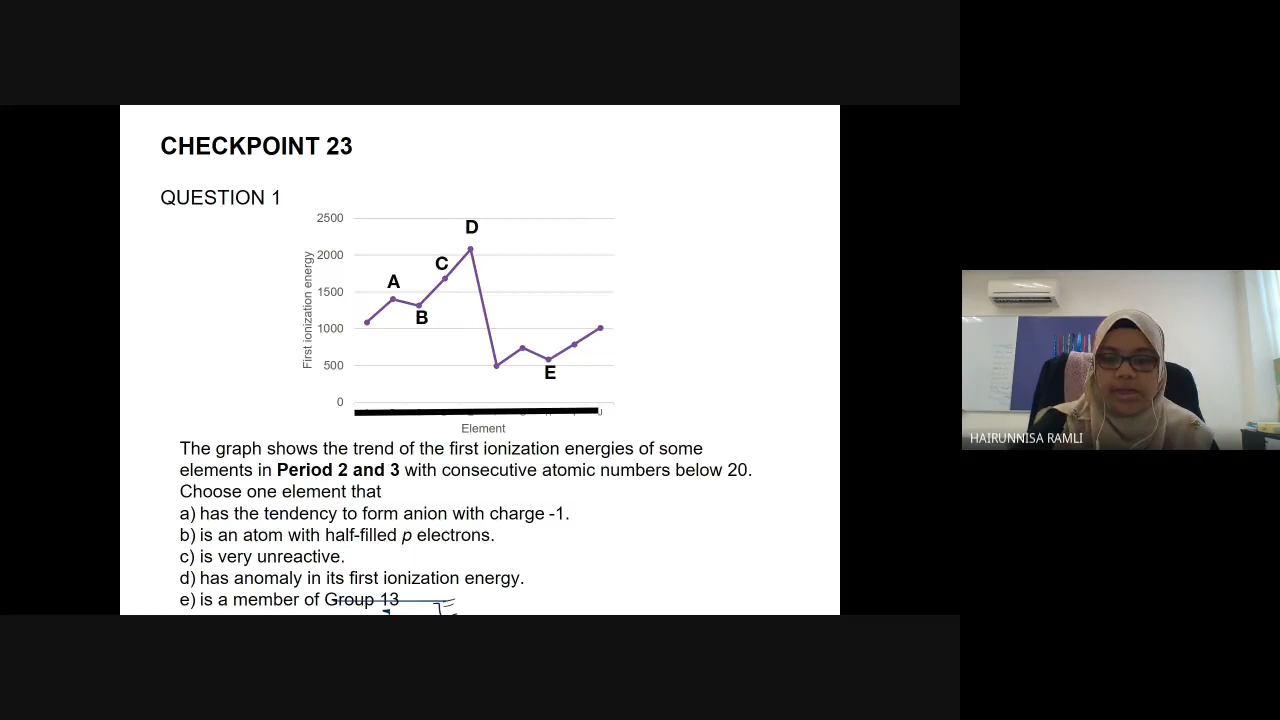 CHECKPOINT 23
QUESTION 1
2500
2000
1500
1000
500
0
First ionization energy
A
B
C
D
E
Element
The graph shows the trend of the first ionization energies of some
elements in Period 2 and 3 with consecutive atomic numbers below 20.
Choose one element that
a) has the tendency to form anion with charge -1.
b) is an atom with half-filled p electrons.
c) is very unreactive.
d) has anomaly in its first ionization energy.
e) is a member of Group 13
HAIRUNNISA RAMLI